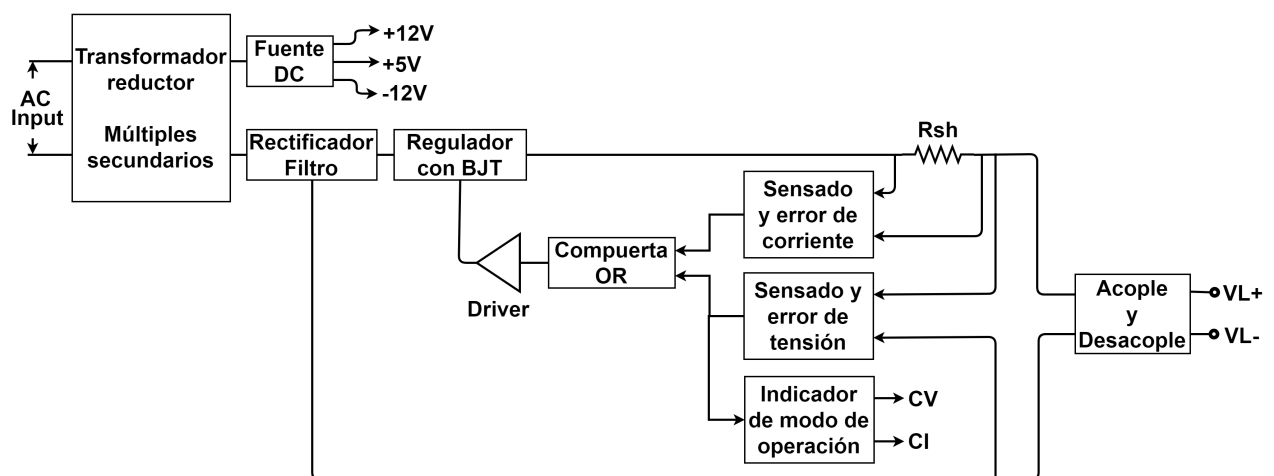 Transformador
reductor
Múltiples
secundarios
AC
Input
Fuente
DC
+12V
+5V
-12V
Rectificador
Filtro
Regulador
con BJT
Rsh
Sensado
y error de
corriente
Compuerta
OR
Driver
Sensado y
error de
tensión
Acople
y
Desacople
VL+
VL-
Indicador
de modo de
operación
CV
CI